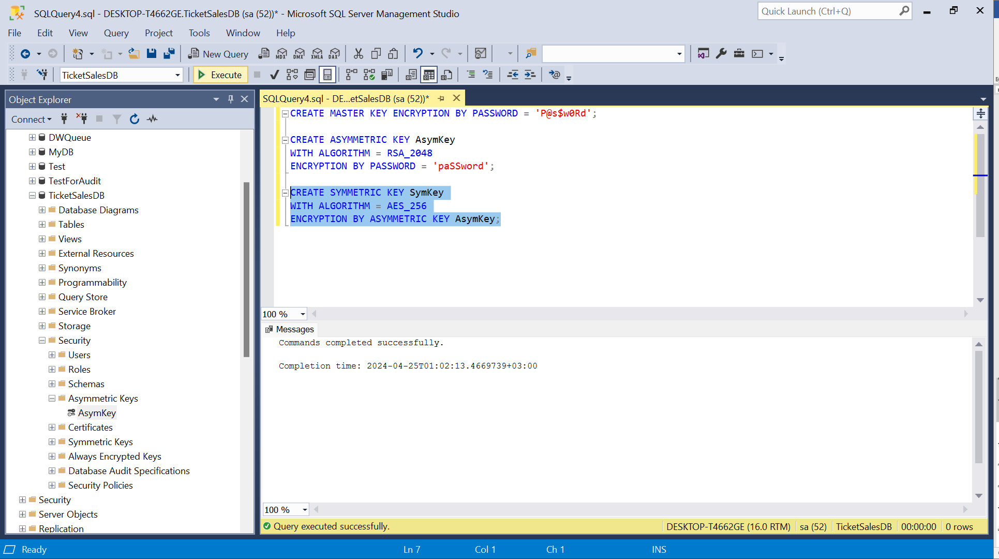 SQLQuery4.sql - DESKTOP-T4662GE.TicketSalesDB (sa (52))* - Microsoft SQL Server Management Studio
Quick Launch (Ctrl+Q)
File Edit View Query Project Tools Window Help
New Query MDX DMX XMLA DAX
TicketSalesDB Execute
Object Explorer
Connect
DWQueue
MyDB
Test
TestForAudit
TicketSalesDB
Database Diagrams
Tables
Views
External Resources
Synonyms
Programmability
Query Store
Service Broker
Storage
Security
Users
Roles
Schemas
Asymmetric Keys
AsymKey
Certificates
Symmetric Keys
Always Encrypted Keys
Database Audit Specifications
Security Policies
Security
Server Objects
Replication
SQLQuery4.sql - DE...etSalesDB (sa (52))*
CREATE MASTER KEY ENCRYPTION BY PASSWORD = 'P@s$w0Rd';
CREATE ASYMMETRIC KEY AsymKey
WITH ALGORITHM = RSA_2048
ENCRYPTION BY PASSWORD = 'paSSword';
CREATE SYMMETRIC KEY SymKey
WITH ALGORITHM = AES_256
ENCRYPTION BY ASYMMETRIC KEY AsymKey;
100 %
Messages
Commands completed successfully.
Completion time: 2024-04-25T01:02:13.4669739+03:00
100 %
Query executed successfully. DESKTOP-T4662GE (16.0 RTM) sa (52) TicketSalesDB 00:00:00 0 rows
Ready Ln 7 Col 1 Ch 1 INS